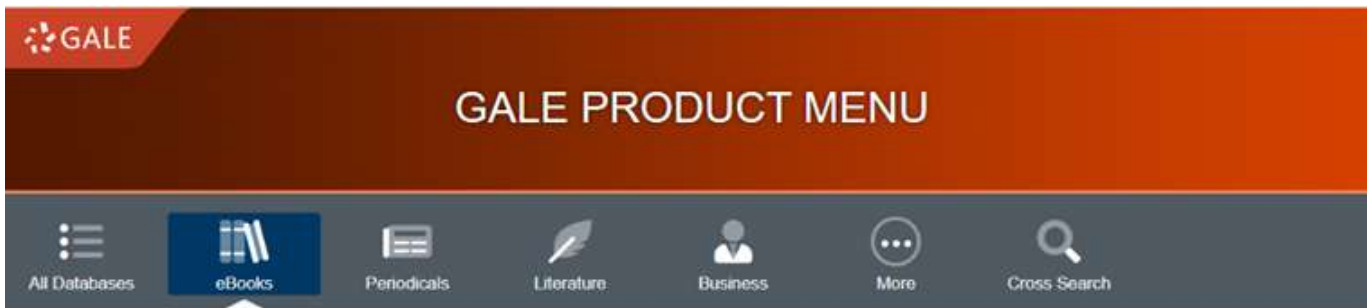 GALE
GALE PRODUCT MENU
All Databases
eBooks
Periodicals
Literature
Business
More
Cross Search